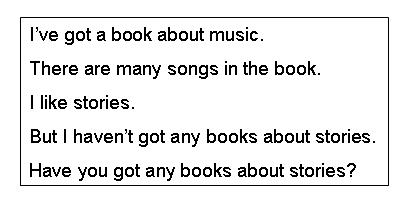 I've got a book about music.
There are many songs in the book.
I like stories.
But I haven't got any books about stories.
Have you got any books about stories?